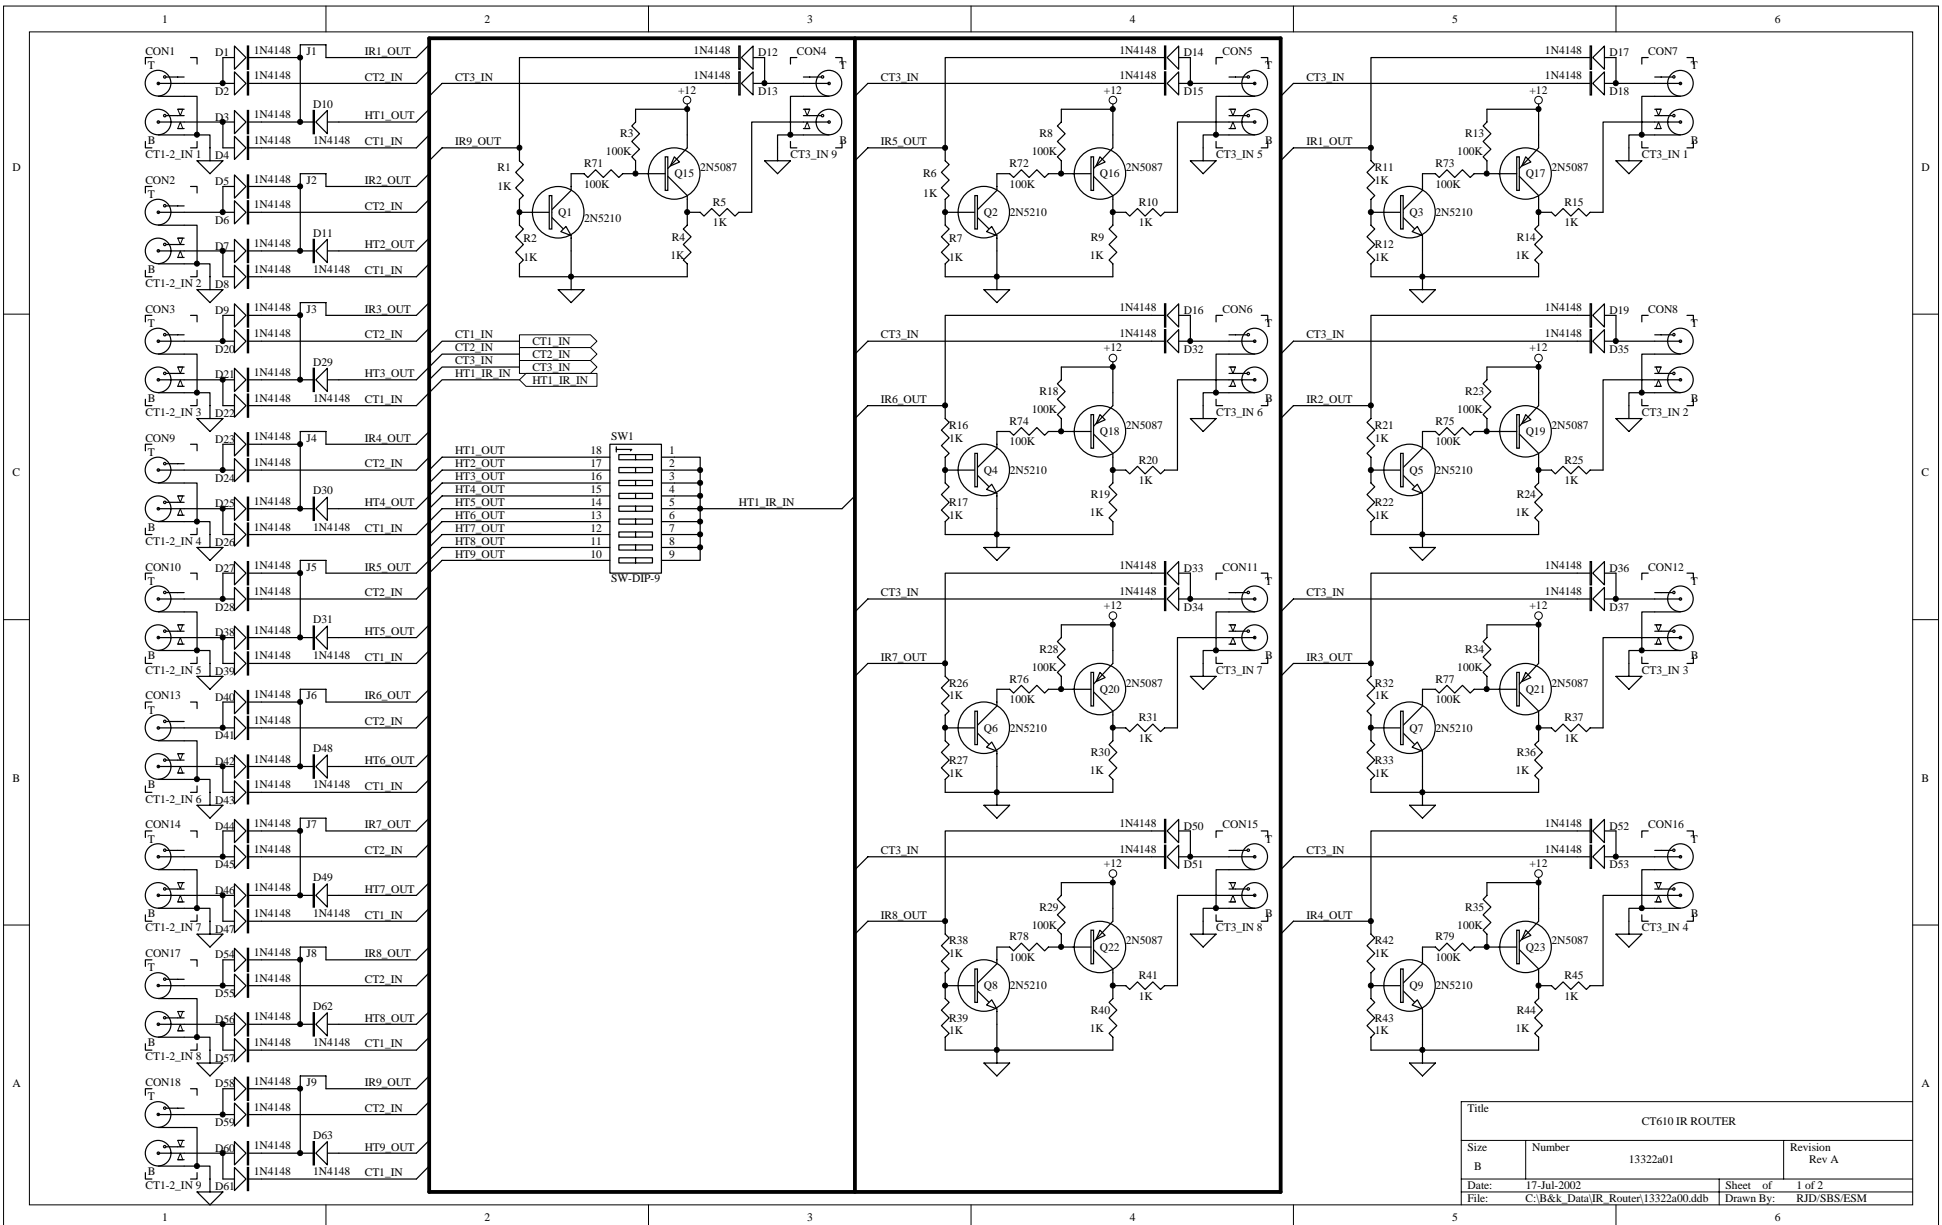 1 2 3 4 5 6
D D
C C
B B
A A
CON1 D1 1N4148 J1 IR1_OUT
T 1N4148 CT2_IN
D2
D3 1N4148 D10 HT1_OUT
B 1N4148 CT1_IN
CT1-2_IN 1 D4
CON2 D5 1N4148 J2 IR2_OUT
T 1N4148 CT2_IN
D6
D7 1N4148 D11 HT2_OUT
B 1N4148 1N4148 CT1_IN
CT1-2_IN 2 D8
CON3 D9 1N4148 J3 IR3_OUT
T 1N4148 CT2_IN
D20
D21 1N4148 D29 HT3_OUT
B 1N4148 1N4148 CT1_IN
CT1-2_IN 3 D22
CON9 D23 1N4148 J4 IR4_OUT
T 1N4148 CT2_IN
D24
D25 1N4148 D30 HT4_OUT
B 1N4148 1N4148 CT1_IN
CT1-2_IN 4 D26
CON10 D27 1N4148 J5 IR5_OUT
T 1N4148 CT2_IN
D28
D38 1N4148 D31 HT5_OUT
B 1N4148 1N4148 CT1_IN
CT1-2_IN 5 D39
CON13 D40 1N4148 J6 IR6_OUT
T 1N4148 CT2_IN
D41
D42 1N4148 D48 HT6_OUT
B 1N4148 1N4148 CT1_IN
CT1-2_IN 6 D43
CON14 D44 1N4148 J7 IR7_OUT
T 1N4148 CT2_IN
D45
D46 1N4148 D49 HT7_OUT
B 1N4148 1N4148 CT1_IN
CT1-2_IN 7 D47
CON17 D54 1N4148 J8 IR8_OUT
T 1N4148 CT2_IN
D55
D56 1N4148 D62 HT8_OUT
B 1N4148 1N4148 CT1_IN
CT1-2_IN 8 D57
CON18 D58 1N4148 J9 IR9_OUT
T 1N4148 CT2_IN
D59
D60 1N4148 D63 HT9_OUT
B 1N4148 1N4148 CT1_IN
CT1-2_IN 9 D61
1N4148 D12 CON4
CT3_IN 1N4148 D13 T
+12
R3
100K
IR9_OUT B
CT3_IN 9
R1 1K R71 100K Q15 2N5087
Q1 2N5210 R5 1K
R2 1K R4 1K
CT1_IN CT1_IN
CT2_IN CT2_IN
CT3_IN CT3_IN
HT1_IR_IN HT1_IR_IN
SW1
HT1_OUT 18 1
HT2_OUT 17 2
HT3_OUT 16 3
HT4_OUT 15 4
HT5_OUT 14 5 HT1_IR_IN
HT6_OUT 13 6
HT7_OUT 12 7
HT8_OUT 11 8
HT9_OUT 10 9
SW-DIP-9
1N4148 D14 CON5
CT3_IN 1N4148 D15 T
+12
R8
100K
IR5_OUT B
CT3_IN 5
R6 1K R72 100K Q16 2N5087
Q2 2N5210 R10 1K
R7 1K R9 1K
1N4148 D16 CON6
CT3_IN 1N4148 D32 T
+12
R18
100K
IR6_OUT B
CT3_IN 6
R16 1K R74 100K Q18 2N5087
Q4 2N5210 R20 1K
R17 1K R19 1K
1N4148 D33 CON11
CT3_IN 1N4148 D34 T
+12
R28
100K
IR7_OUT B
CT3_IN 7
R26 1K R76 100K Q20 2N5087
Q6 2N5210 R31 1K
R27 1K R30 1K
1N4148 D50 CON15
CT3_IN 1N4148 D51 T
+12
R29
100K
IR8_OUT B
CT3_IN 8
R38 1K R78 100K Q22 2N5087
Q8 2N5210 R41 1K
R39 1K R40 1K
1N4148 D17 CON7
CT3_IN 1N4148 D18 T
+12
R13
100K
IR1_OUT B
CT3_IN 1
R11 1K R73 100K Q17 2N5087
Q3 2N5210 R15 1K
R12 1K R14 1K
1N4148 D19 CON8
CT3_IN 1N4148 D35 T
+12
R23
100K
IR2_OUT B
CT3_IN 2
R21 1K R75 100K Q19 2N5087
Q5 2N5210 R25 1K
R22 1K R24 1K
1N4148 D36 CON12
CT3_IN 1N4148 D37 T
+12
R34
100K
IR3_OUT B
CT3_IN 3
R32 1K R77 100K Q21 2N5087
Q7 2N5210 R37 1K
R33 1K R36 1K
1N4148 D52 CON16
CT3_IN 1N4148 D53 T
+12
R35
100K
IR4_OUT B
CT3_IN 4
R42 1K R79 100K Q23 2N5087
Q9 2N5210 R45 1K
R43 1K R44 1K
Title
CT610 IR ROUTER
Size Number Revision
B 13322a01 Rev A
Date: 17-Jul-2002 Sheet of 1 of 2
File: C:\B&k_Data\IR_Router\13322a00.ddb Drawn By: RJD/SBS/ESM
1 2 3 4 5 6